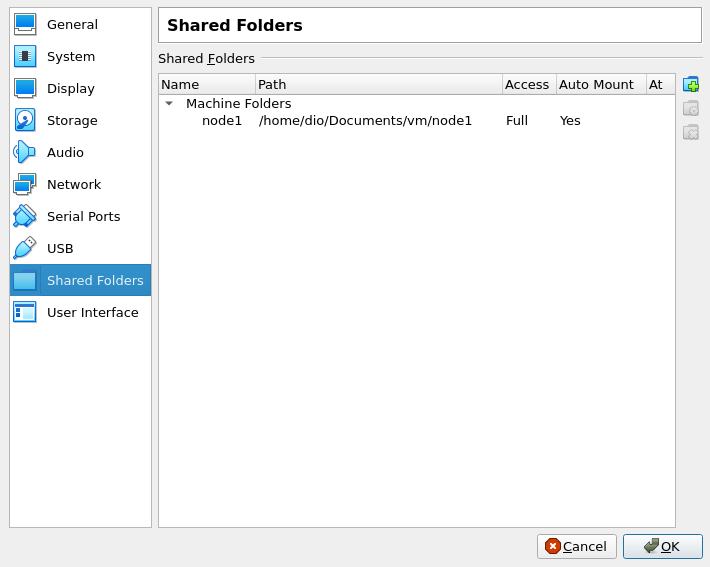 General
System
Display
Storage
Audio
Network
Serial Ports
USB
Shared Folders
User Interface
Shared Folders
Shared Folders
Name Path Access Auto Mount At
Machine Folders
node1 /home/dio/Documents/vm/node1 Full Yes
Cancel OK